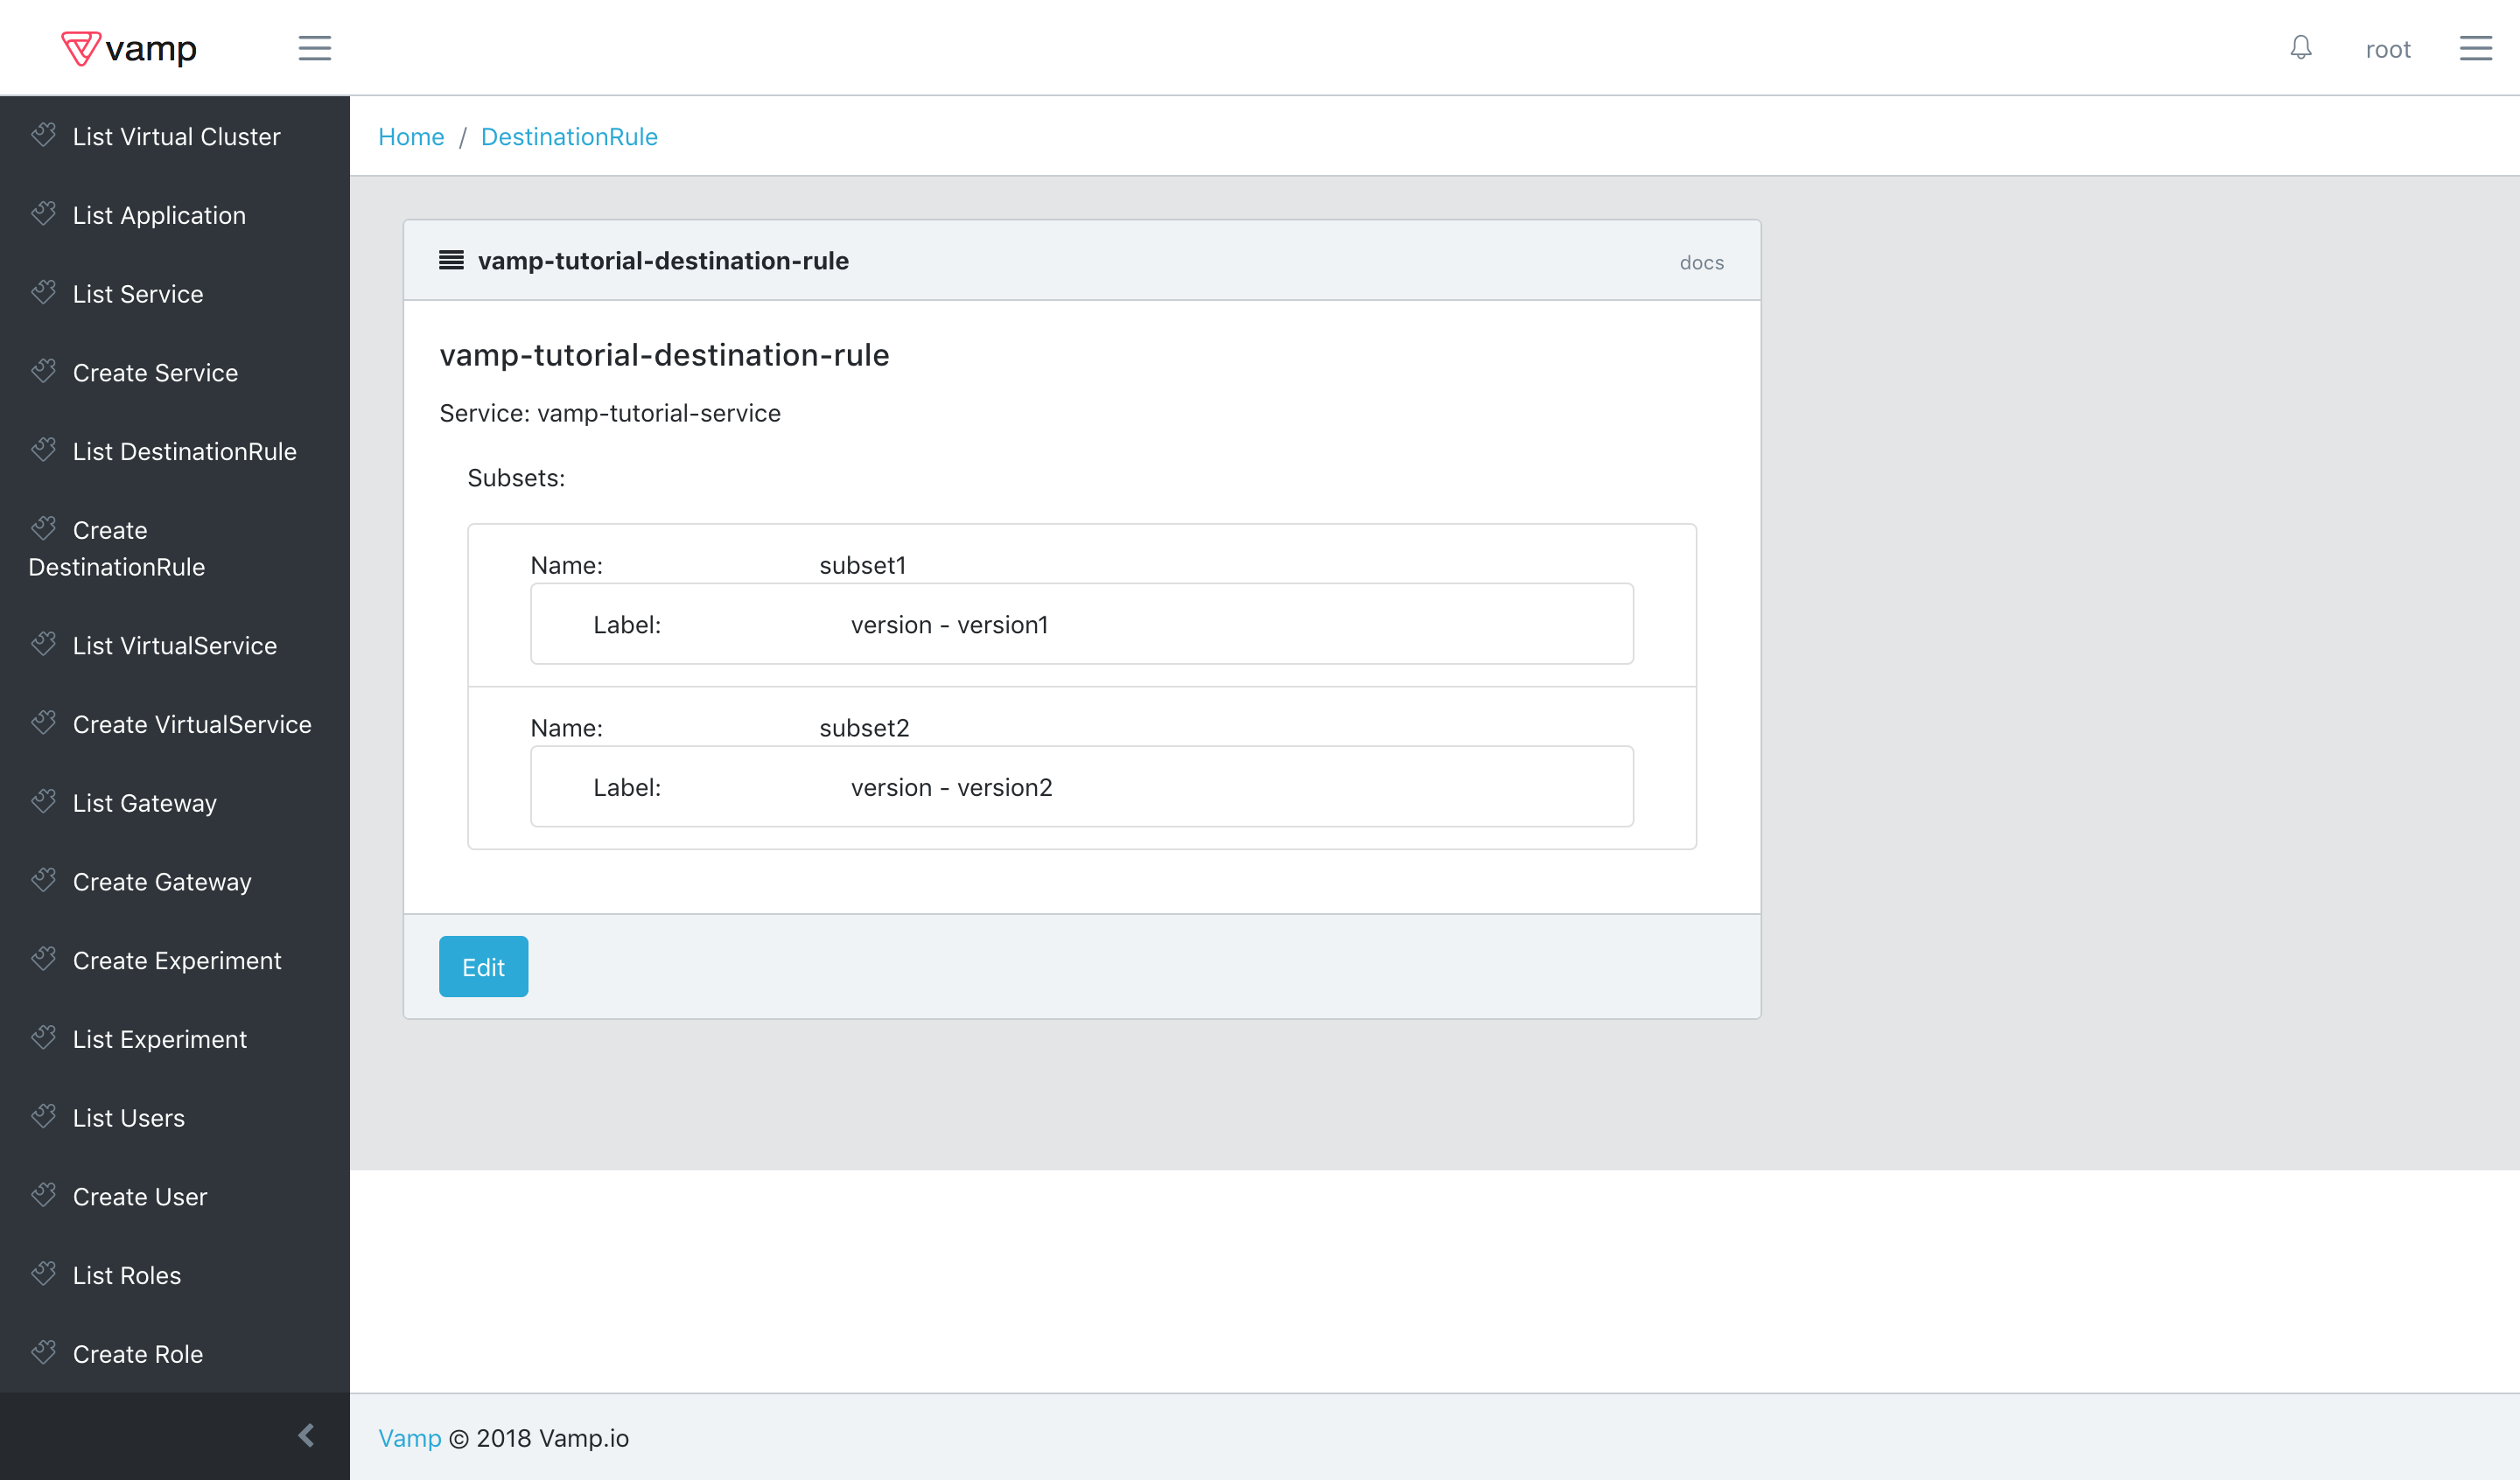 vamp
root
List Virtual Cluster
List Application
List Service
Create Service
List DestinationRule
Create
DestinationRule
List VirtualService
Create VirtualService
List Gateway
Create Gateway
Create Experiment
List Experiment
List Users
Create User
List Roles
Create Role
Home / DestinationRule
vamp-tutorial-destination-rule
docs
vamp-tutorial-destination-rule
Service: vamp-tutorial-service
Subsets:
Name: subset1
Label: version - version1
Name: subset2
Label: version - version2
Edit
Vamp © 2018 Vamp.io